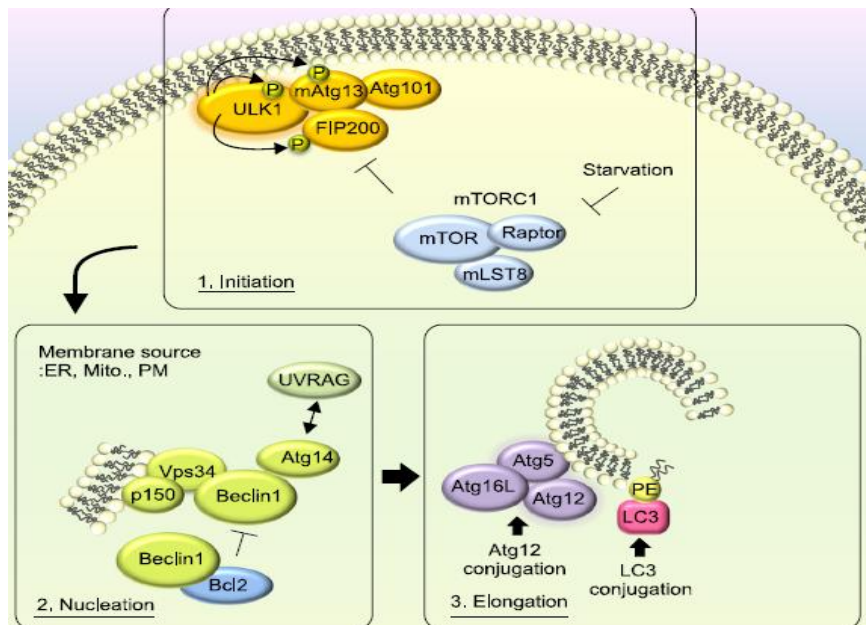 P
P
mAtg13
Atg101
ULK1
FIP200
P
Starvation
mTORC1
mTOR
Raptor
mLST8
1, Initiation
Membrane source
:ER, Mito., PM
UVRAG
Atg14
Vps34
p150
Beclin1
Beclin1
Bcl2
2, Nucleation
Atg5
Atg16L
Atg12
PE
LC3
Atg12
conjugation
LC3
conjugation
3. Elongation